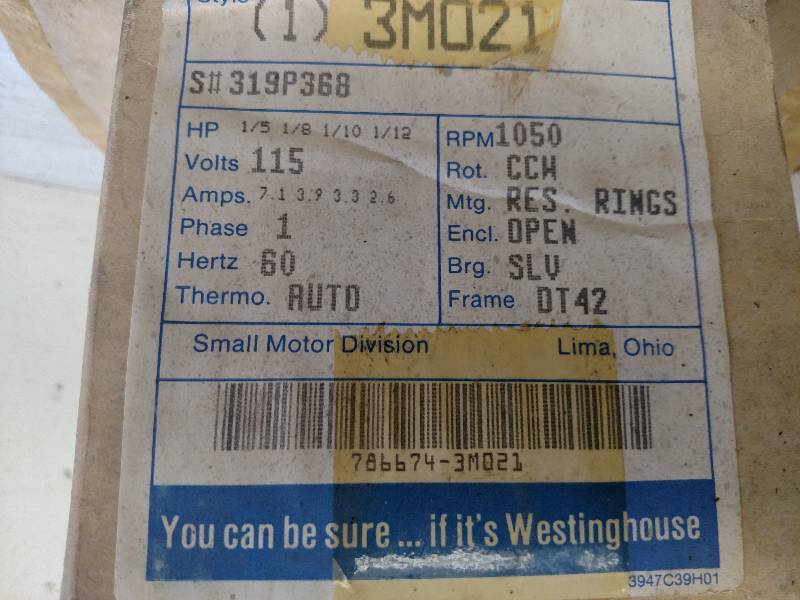 Style (1) 3M021
S# 319P368
HP 1/5 1/8 1/10 1/12
Volts 115
Amps. 7.1 3.9 3.3 2.6
Phase 1
Hertz 60
Thermo. AUTO
RPM 1050
Rot. CCW
Mtg. RES. RINGS
Encl. OPEN
Brg. SLV
Frame DT42
Small Motor Division Lima, Ohio
786674-3M021
You can be sure ... if it's Westinghouse
3947C39H01